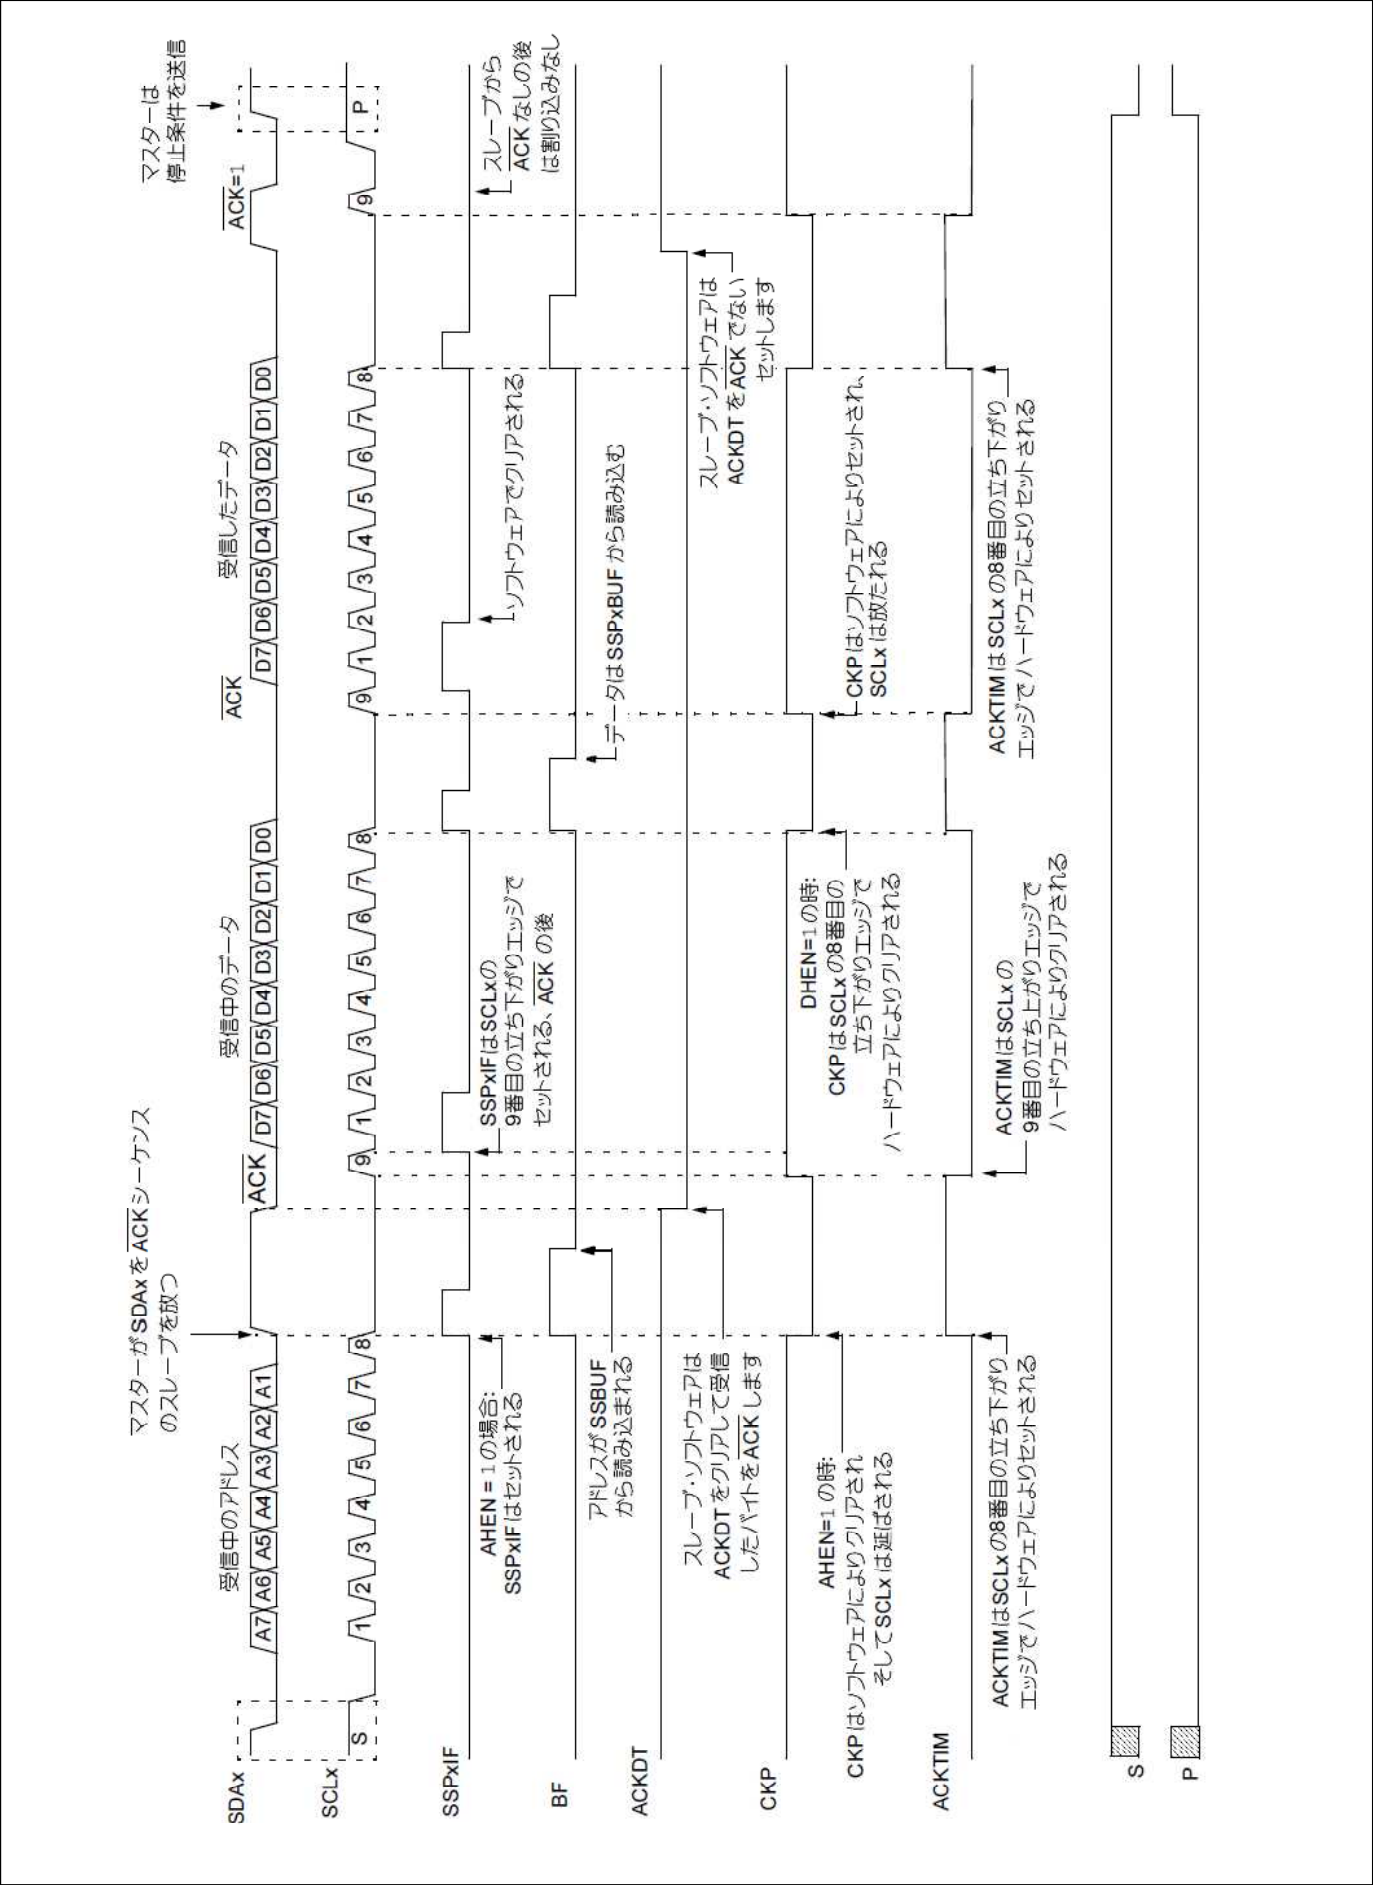 マスターは
停止条件を送信
マスターがSDAxをACKシーケンス
のスレーブを放つ
受信中のアドレス
受信中のデータ
受信したデータ
ACK
ACK
ACK=1
SDAx
A7 A6 A5 A4 A3 A2 A1
D7 D6 D5 D4 D3 D2 D1 D0
D7 D6 D5 D4 D3 D2 D1 D0
SCLx
S
1 2 3 4 5 6 7 8
9 1 2 3 4 5 6 7 8
9 1 2 3 4 5 6 7 8
9
P
SSPxIF
AHEN = 1の場合:
SSPxIFはセットされる
SSPxIFはSCLxの
9番目の立ち下がりエッジで
セットされる、ACK の後
ソフトウェアでクリアされる
スレーブから
ACKなしの後
は割り込みなし
BF
アドレスがSSBUF
から読み込まれる
データはSSPxBUFから読み込む
ACKDT
スレーブ・ソフトウェアは
ACKDTをクリアして受信
したバイトをACKします
スレーブ・ソフトウェアは
ACKDTをACKでない
セットします
CKP
AHEN=1の時:
CKPはソフトウェアによりクリアされ
そしてSCLxは延ばされる
DHEN=1の時:
CKPはSCLxの8番目の
立ち下がりエッジで
ハードウェアによりクリアされる
CKPはソフトウェアによりセットされ、
SCLxは放たれる
ACKTIM
ACKTIMはSCLxの8番目の立ち下がり
エッジでハードウェアによりセットされる
ACKTIMはSCLxの
9番目の立ち上がりエッジで
ハードウェアによりクリアされる
ACKTIMはSCLxの8番目の立ち下がり
エッジでハードウェアによりセットされる
S
P